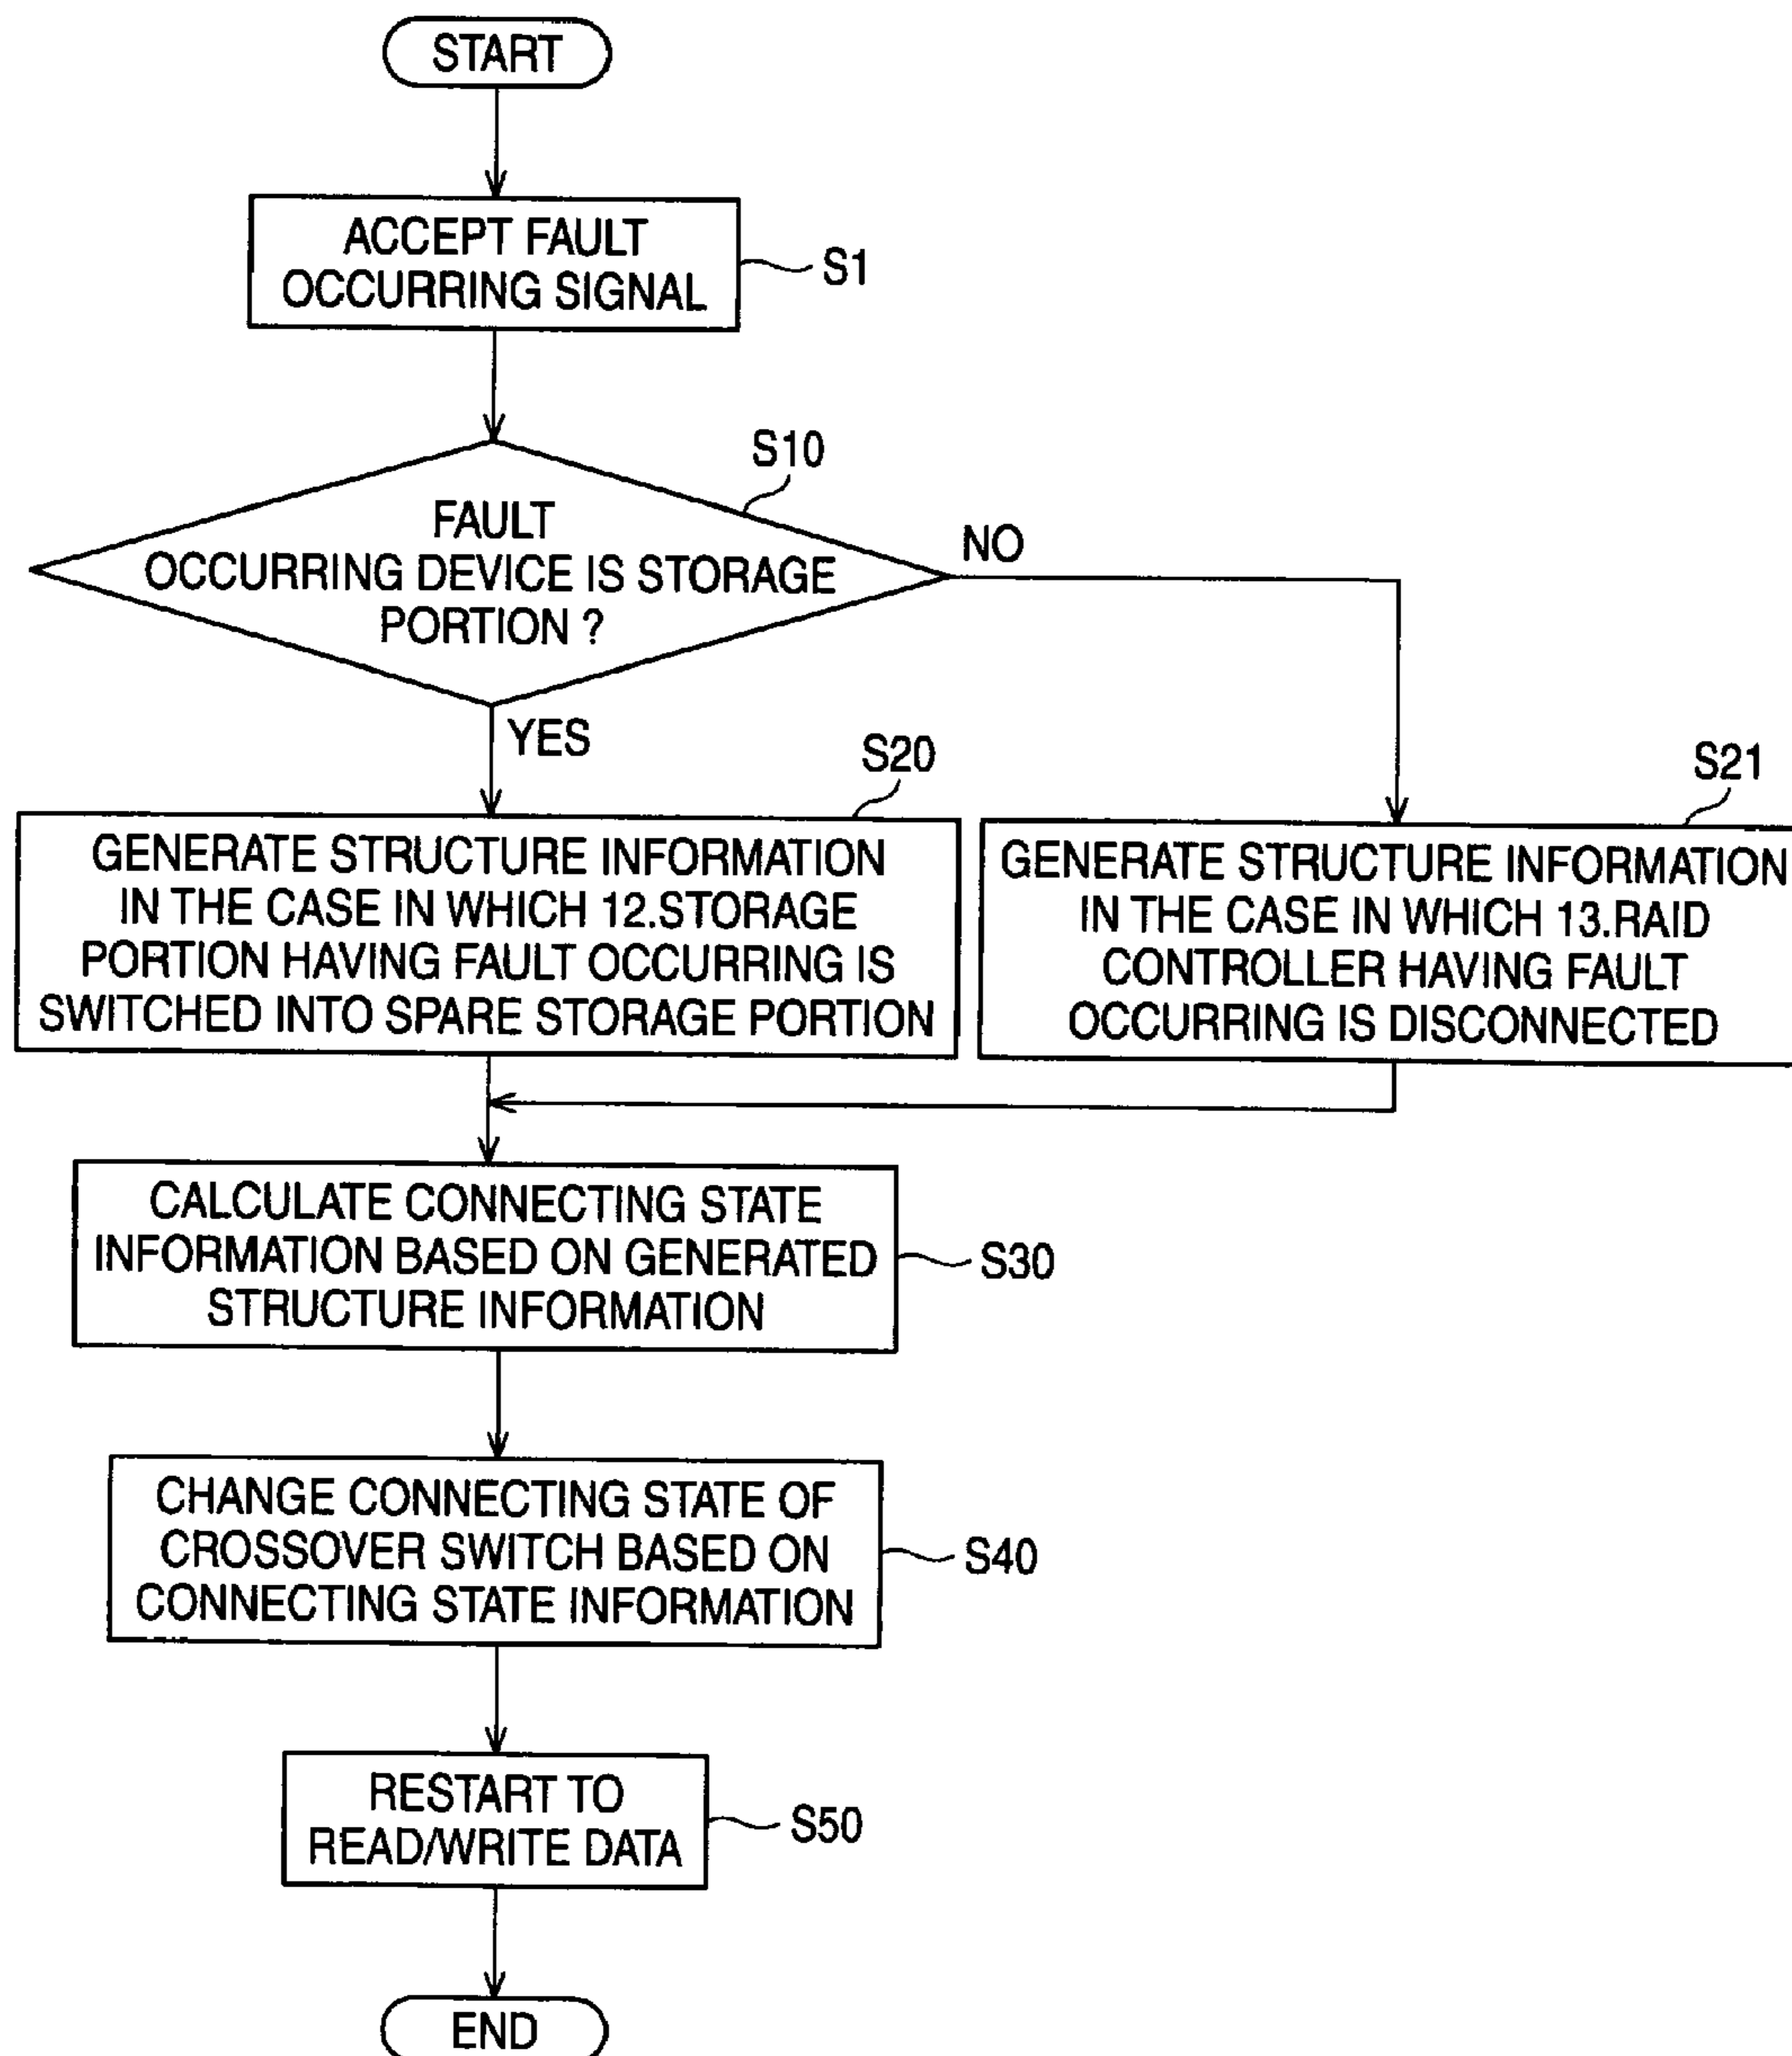 START
ACCEPT FAULT
OCCURRING SIGNAL
S1
S10
FAULT
OCCURRING DEVICE IS STORAGE
PORTION ?
NO
YES
S20
GENERATE STRUCTURE INFORMATION
IN THE CASE IN WHICH 12.STORAGE
PORTION HAVING FAULT OCCURRING IS
SWITCHED INTO SPARE STORAGE PORTION
S21
GENERATE STRUCTURE INFORMATION
IN THE CASE IN WHICH 13.RAID
CONTROLLER HAVING FAULT
OCCURRING IS DISCONNECTED
CALCULATE CONNECTING STATE
INFORMATION BASED ON GENERATED
STRUCTURE INFORMATION
S30
CHANGE CONNECTING STATE OF
CROSSOVER SWITCH BASED ON
CONNECTING STATE INFORMATION
S40
RESTART TO
READ/WRITE DATA
S50
END